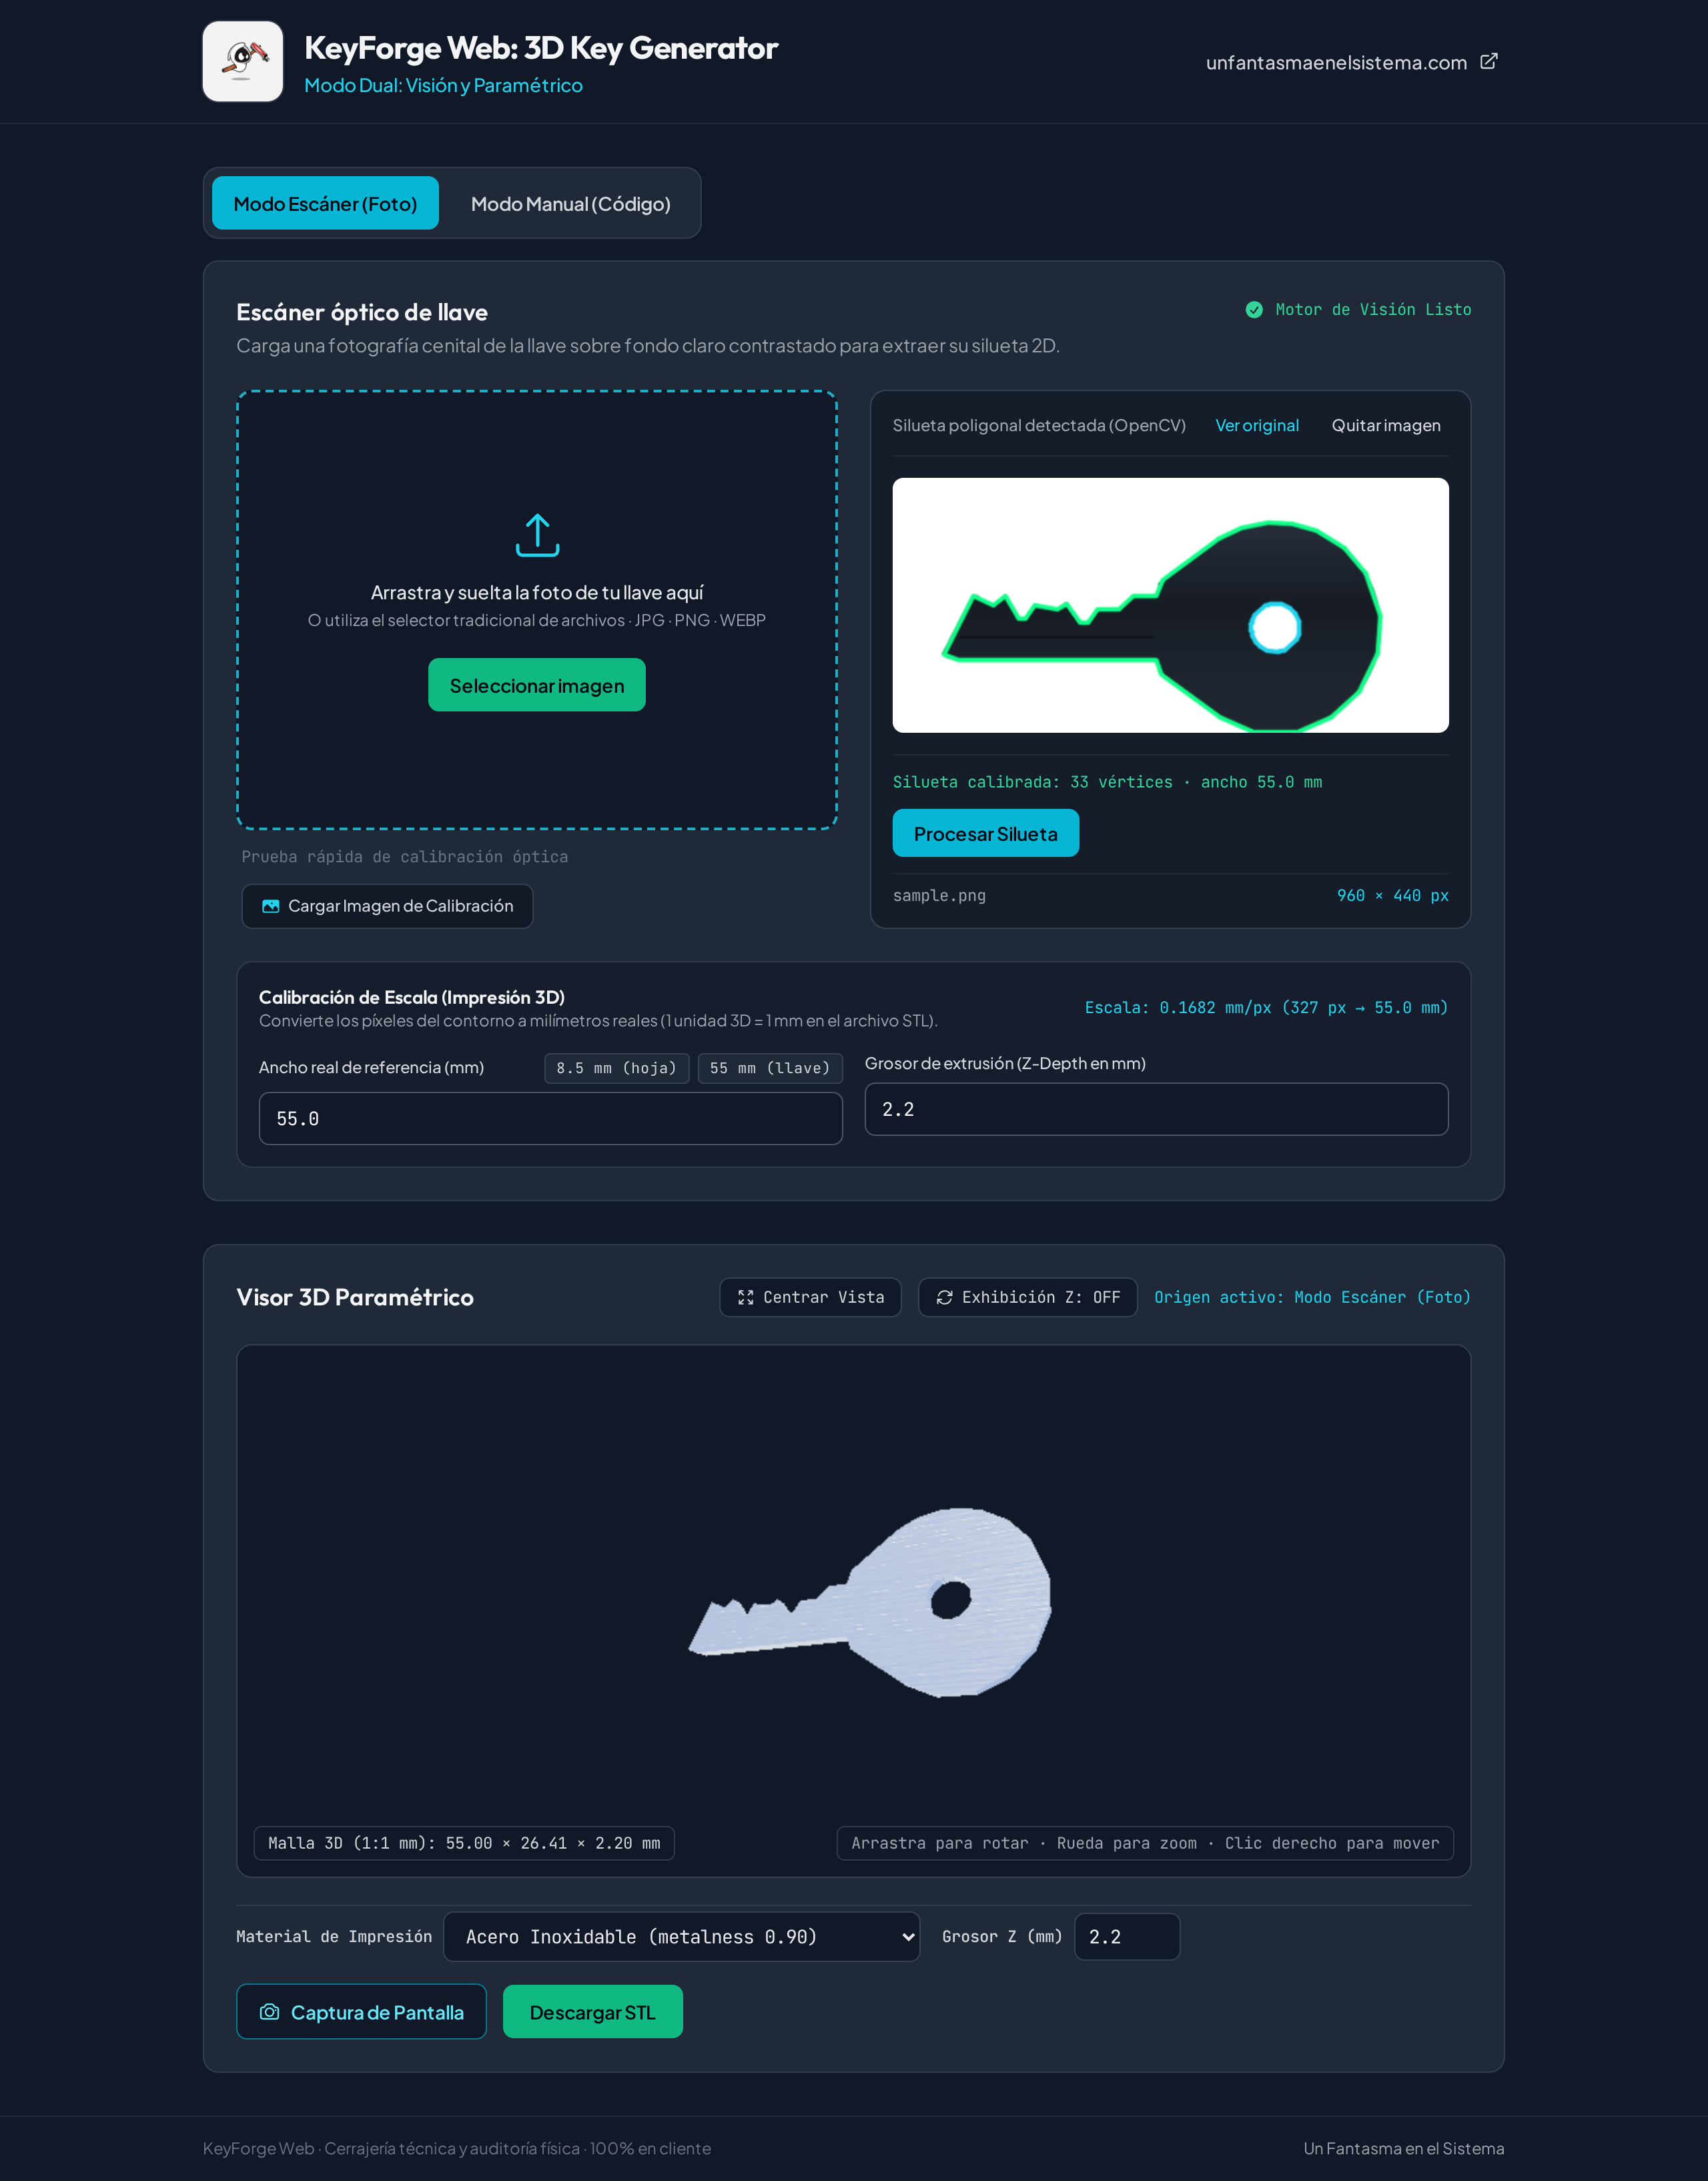 KeyForge Web: 3D Key Generator
Modo Dual: Visión y Paramétrico
unfantasmaenelsistema.com
Modo Escáner (Foto)
Modo Manual (Código)
Escáner óptico de llave
Motor de Visión Listo
Carga una fotografía cenital de la llave sobre fondo claro contrastado para extraer su silueta 2D.
Arrastra y suelta la foto de tu llave aquí
O utiliza el selector tradicional de archivos · JPG · PNG · WEBP
Seleccionar imagen
Prueba rápida de calibración óptica
Cargar Imagen de Calibración
Silueta poligonal detectada (OpenCV)
Ver original
Quitar imagen
Silueta calibrada: 33 vértices · ancho 55.0 mm
Procesar Silueta
sample.png
960 × 440 px
Calibración de Escala (Impresión 3D)
Convierte los píxeles del contorno a milímetros reales (1 unidad 3D = 1 mm en el archivo STL).
Escala: 0.1682 mm/px (327 px → 55.0 mm)
Ancho real de referencia (mm)
8.5 mm (hoja)
55 mm (llave)
55.0
Grosor de extrusión (Z-Depth en mm)
2.2
Visor 3D Paramétrico
Centrar Vista
Exhibición Z: OFF
Origen activo: Modo Escáner (Foto)
Malla 3D (1:1 mm): 55.00 × 26.41 × 2.20 mm
Arrastra para rotar · Rueda para zoom · Clic derecho para mover
Material de Impresión
Acero Inoxidable (metalness 0.90)
Grosor Z (mm)
2.2
Captura de Pantalla
Descargar STL
KeyForge Web · Cerrajería técnica y auditoría física · 100% en cliente
Un Fantasma en el Sistema